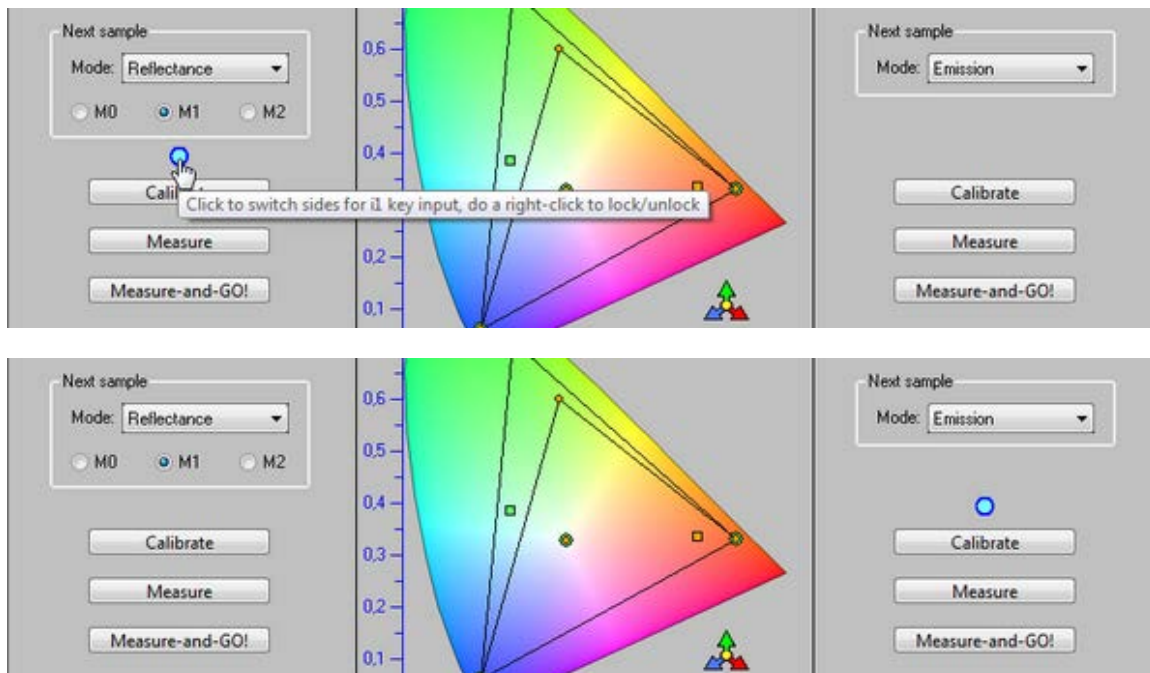 Next sample
Mode: Reflectance
M0 M1 M2
Calibrate
Click to switch sides for i1 key input, do a right-click to lock/unlock
Measure
Measure-and-GO!
0,6
0,5
0,4
0,2
0,1
Next sample
Mode: Emission
Calibrate
Measure
Measure-and-GO!
Next sample
Mode: Reflectance
M0 M1 M2
Calibrate
Measure
Measure-and-GO!
0,6
0,5
0,4
0,3
0,2
0,1
Next sample
Mode: Emission
Calibrate
Measure
Measure-and-GO!